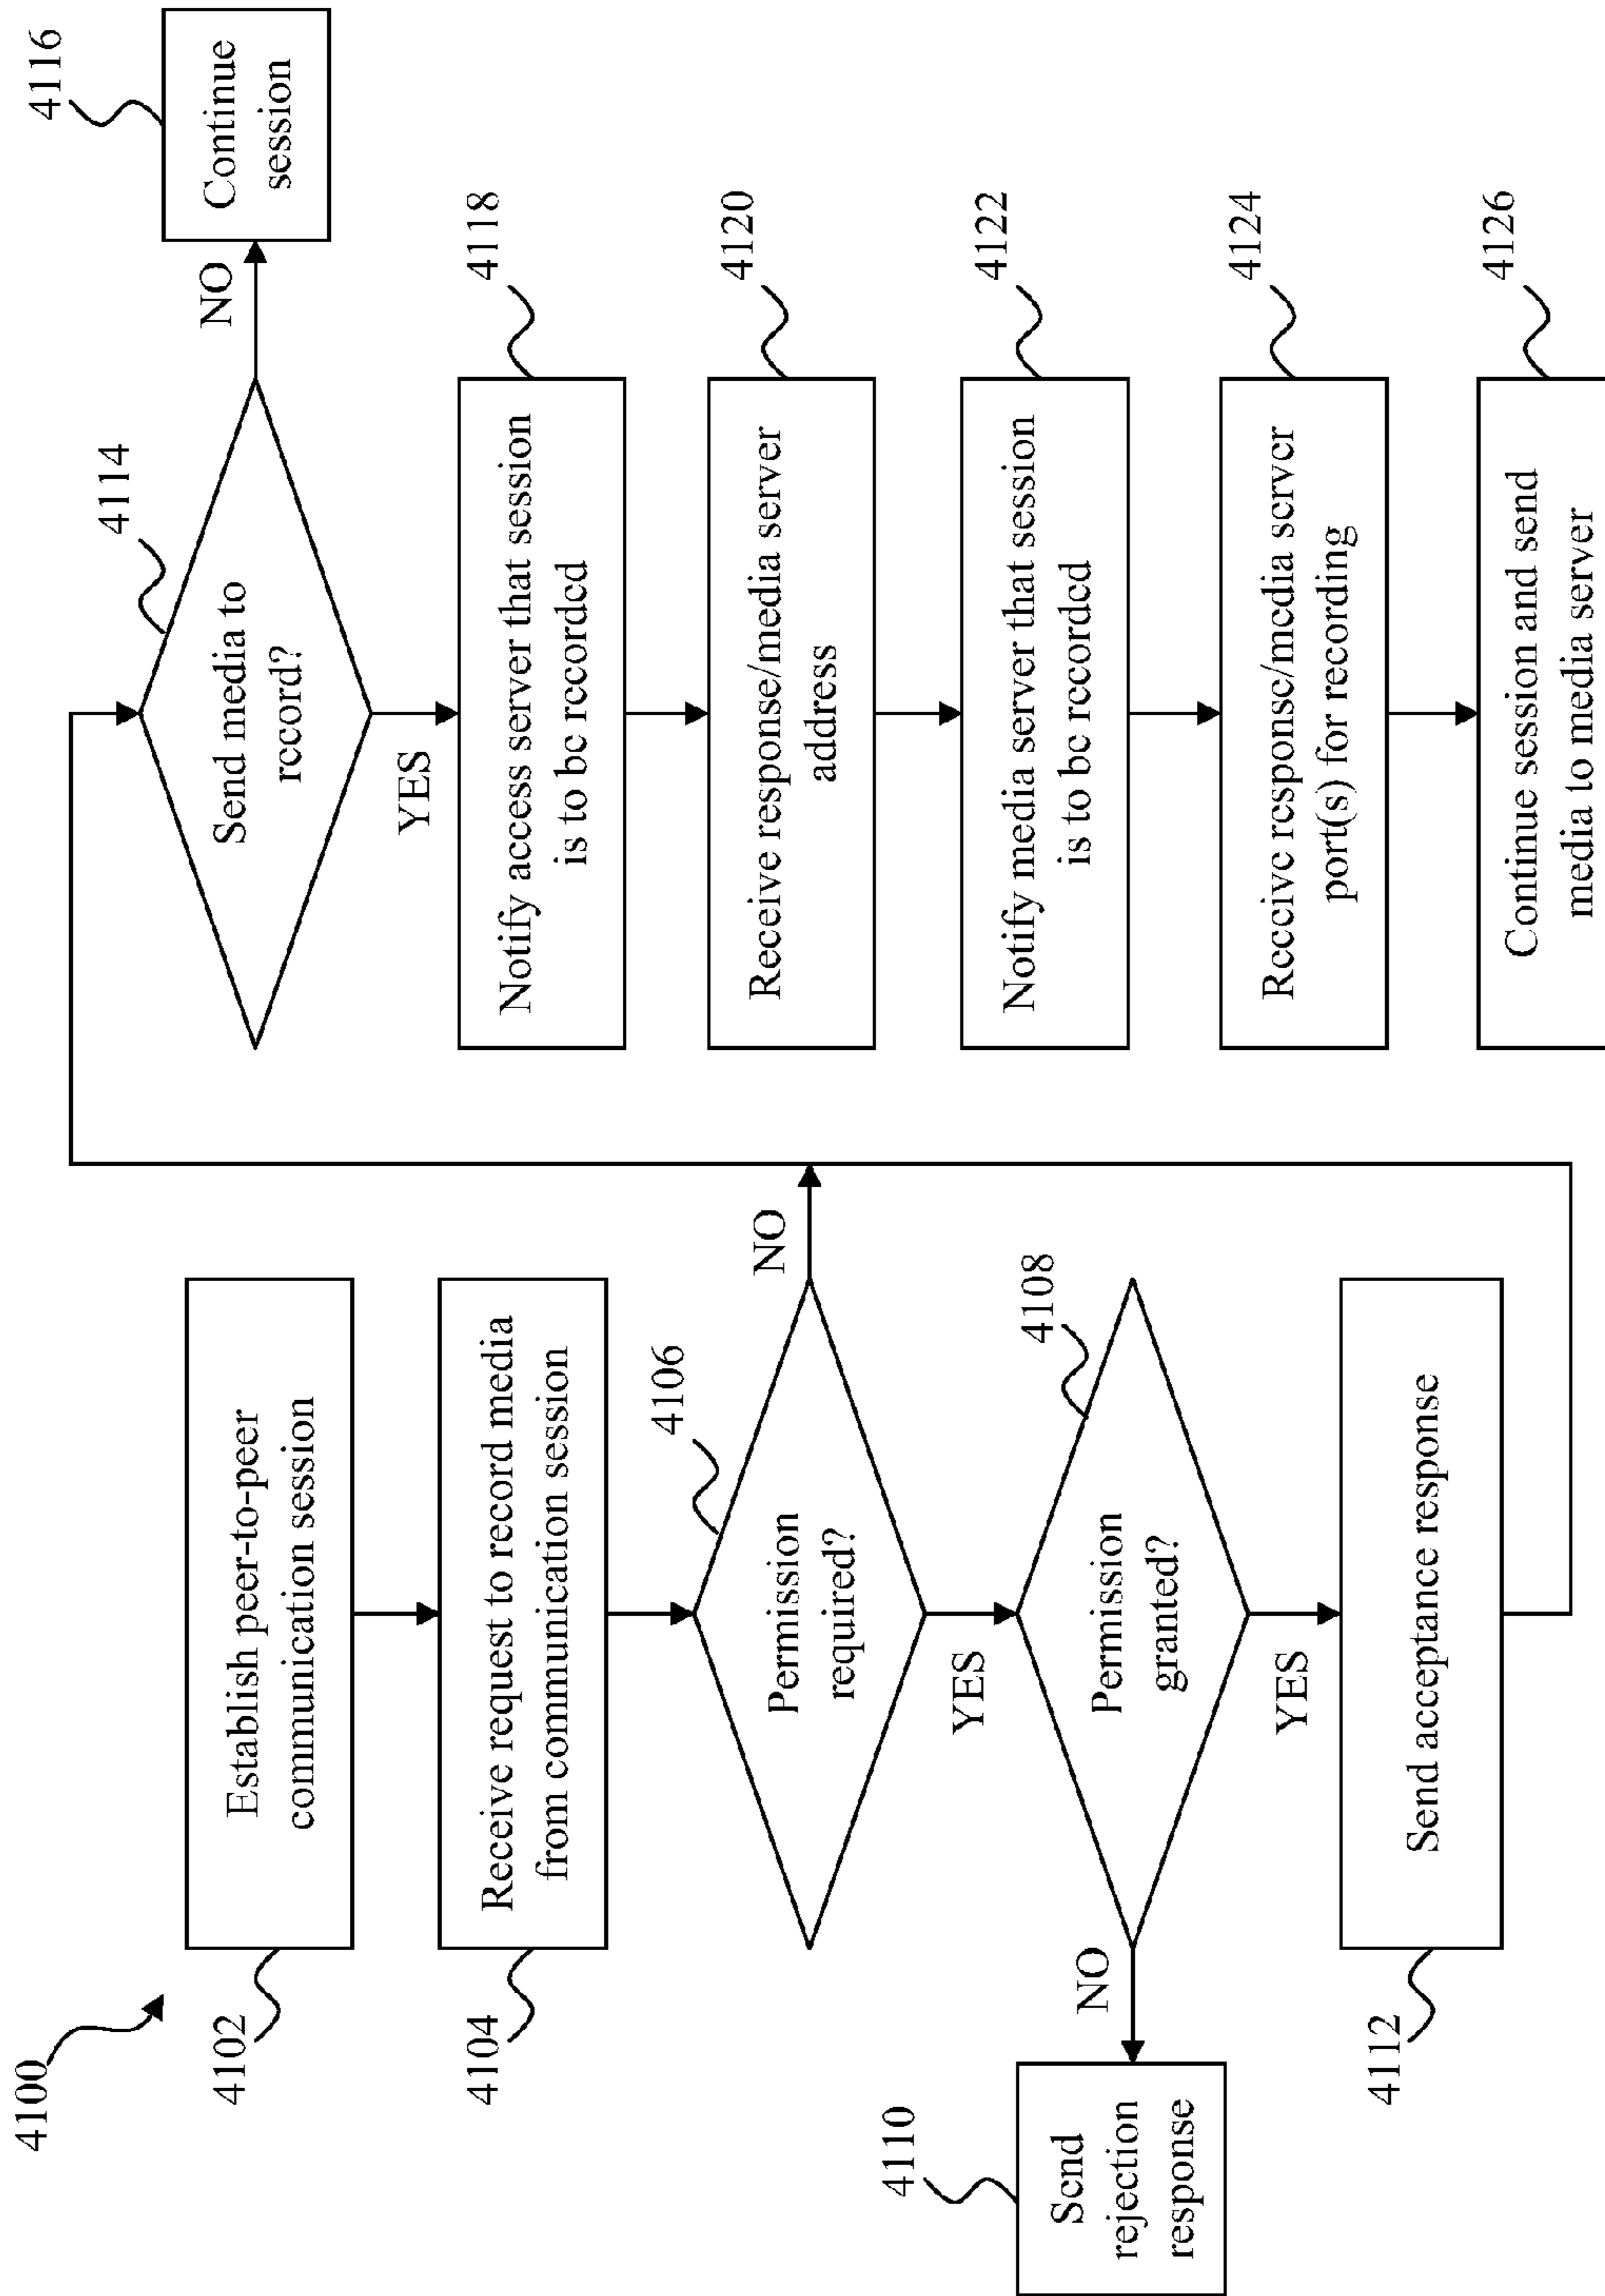 4100
4102
Establish peer-to-peer
communication session
4104
Receive request to record media
from communication session
4106
Permission
required?
NO
YES
4108
Permission
granted?
NO
4110
Send
rejection
response
YES
4112
Send acceptance response
4114
Send media to
record?
NO
4116
Continue
session
YES
4118
Notify access server that session
is to be recorded
4120
Receive response/media server
address
4122
Notify media server that session
is to be recorded
4124
Receive response/media server
port(s) for recording
4126
Continue session and send
media to media server